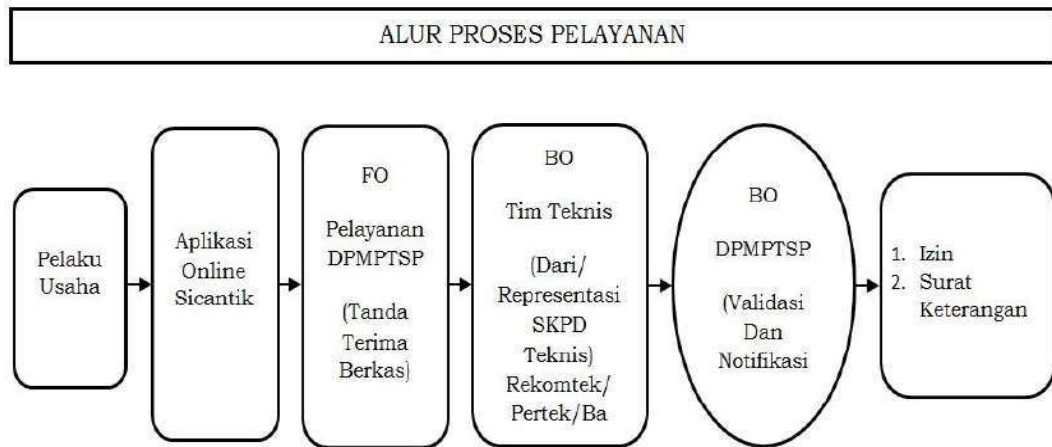 ALUR PROSES PELAYANAN
Pelaku
Usaha
Aplikasi
Online
Sicantik
FO
Pelayanan
DPMPTSP
(Tanda
Terima
Berkas)
BO
Tim Teknis
(Dari/
Representasi
SKPD
Teknis)
Rekomtek/
Pertek/Ba
BO
DPMPTSP
(Validasi
Dan
Notifikasi
1. Izin
2. Surat
Keterangan